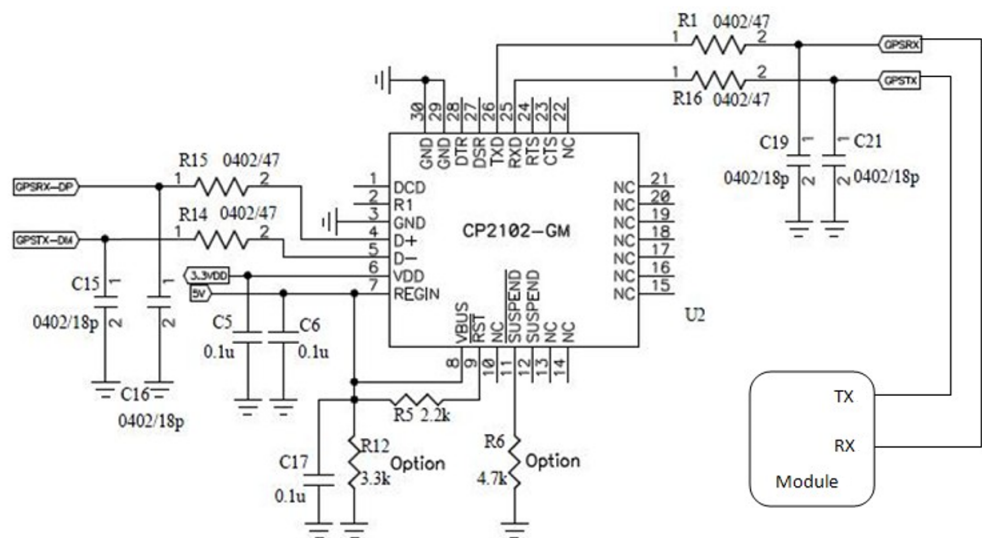 R1 0402/47
1 2 GPSRX
1 2 GPSTX
R16 0402/47
30 29 28 27 26 25 24 23 22
GND GND DTR DSR TXD RXD RTS CTS NC
C19 1 1 C21
0402/18p 2 2 0402/18p
R15 0402/47
GPSRX-DP 1 2
R14 0402/47
GPSTX-DM 1 2
1 DCD
2 R1
3 GND
4 D+
5 D-
6 VDD
7 REGIN
CP2102-GM
NC 21
NC 20
NC 19
NC 18
NC 17
NC 16
NC 15
U2
3.3VDD
5V
C15 1 1
0402/18p 2 2
C16
0402/18p
C5 C6
0.1u 0.1u
VBUS RST NC SUSPEND SUSPEND NC NC
8 9 10 11 12 13 14
R5 2.2k
C17
0.1u
R12
3.3k Option
R6
4.7k Option
TX
RX
Module